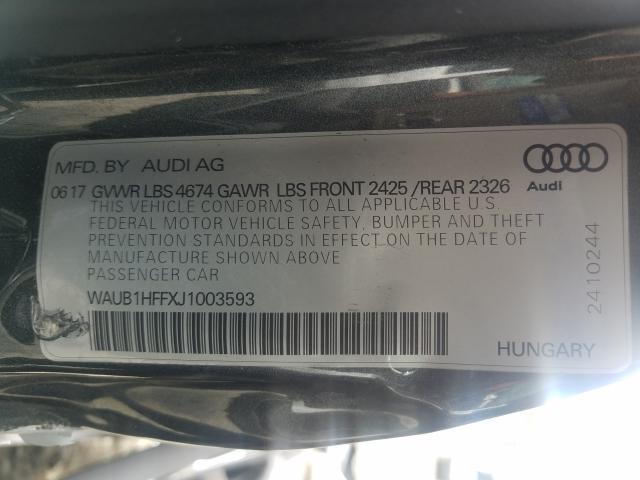 MFD. BY AUDI AG
06 17 GVWR LBS 4674 GAWR LBS FRONT 2425 /REAR 2326
Audi
THIS VEHICLE CONFORMS TO ALL APPLICABLE U.S.
FEDERAL MOTOR VEHICLE SAFETY, BUMPER AND THEFT
PREVENTION STANDARDS IN EFFECT ON THE DATE OF
MANUFACTURE SHOWN ABOVE
PASSENGER CAR
WAUB1HFFXJ1003593
HUNGARY
2410244